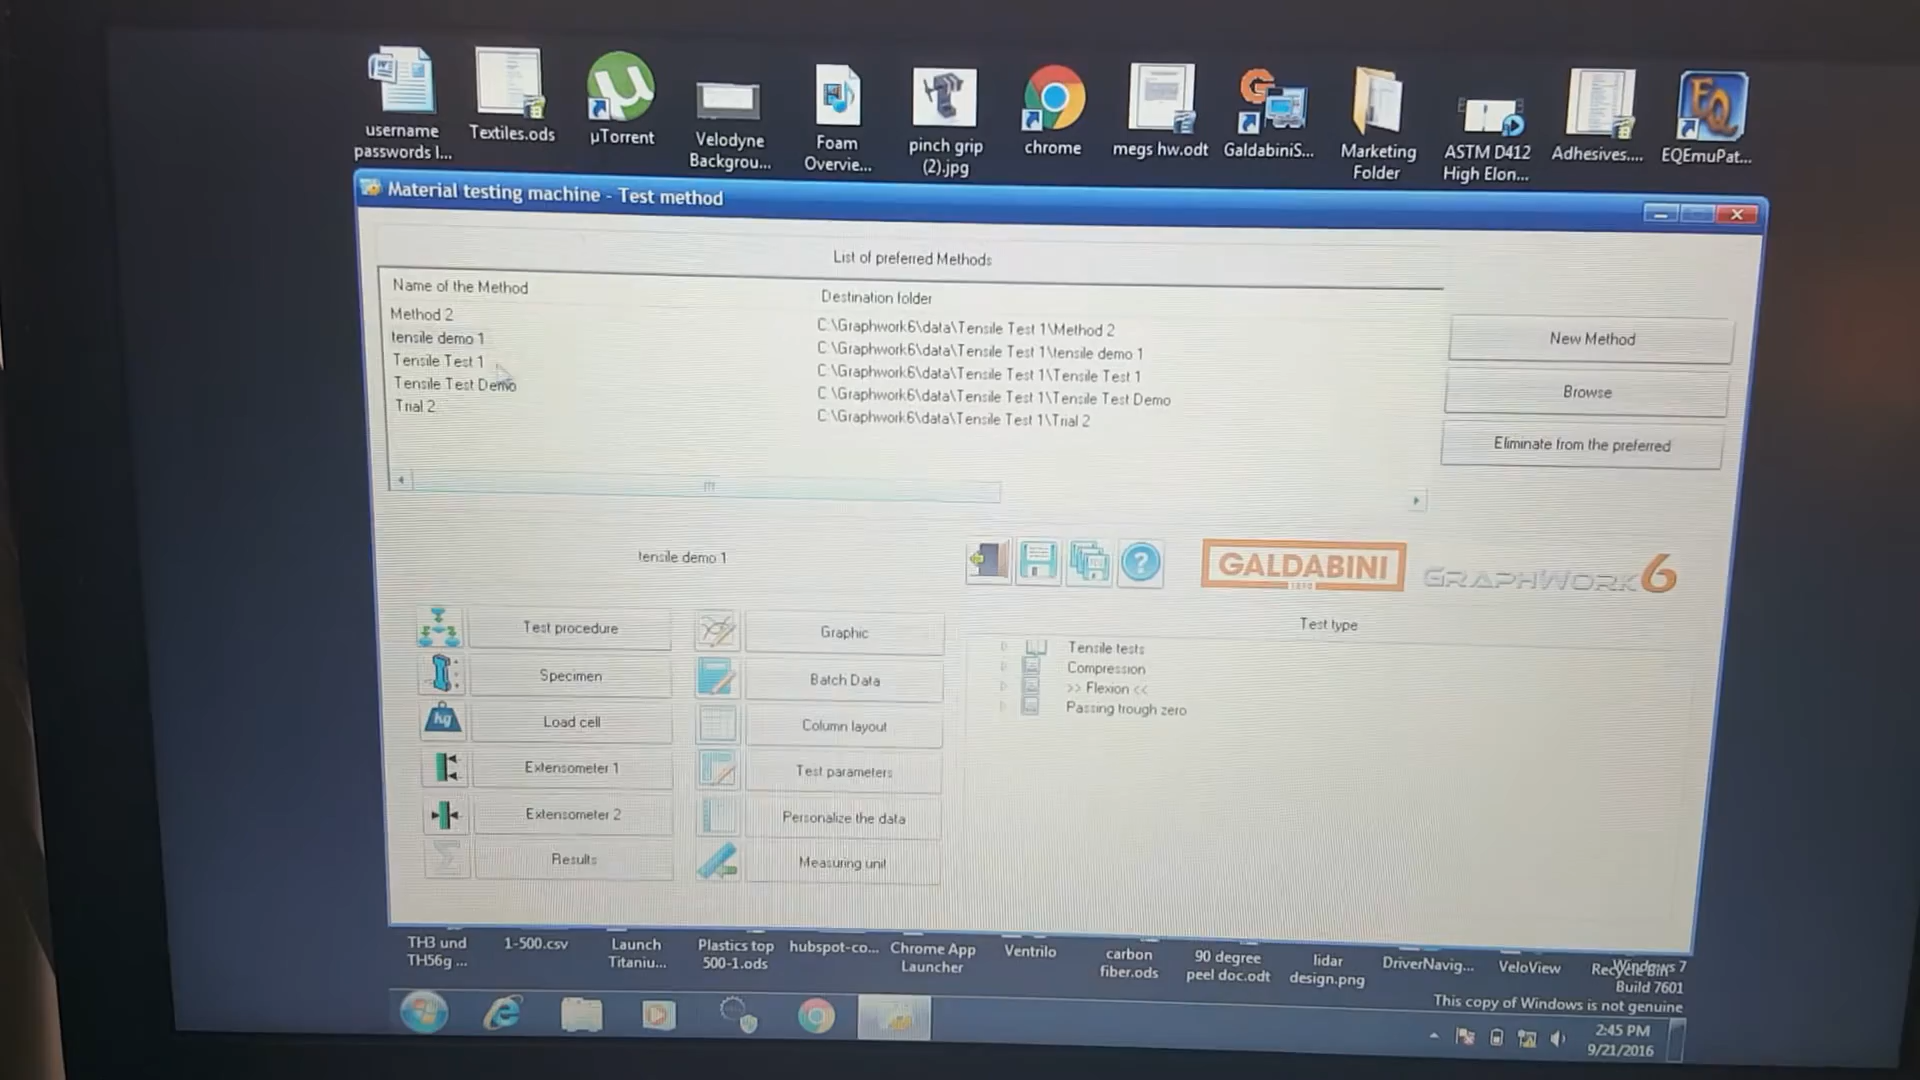 username
passwords l...
Textiles.ods
µTorrent
Velodyne
Backgrou...
Foam
Overvie...
pinch grip
(2).jpg
chrome
megs hw.odt
GaldabiniS...
Marketing
Folder
ASTM D412
High Elon...
Adhesives....
EQEmuPat...
Material testing machine - Test method
List of preferred Methods
Name of the Method
Destination folder
Method 2
C:\Graphwork6\data\Tensile Test 1\Method 2
tensile demo 1
C:\Graphwork6\data\Tensile Test 1\tensile demo 1
Tensile Test 1
C:\Graphwork6\data\Tensile Test 1\Tensile Test 1
Tensile Test Demo
C:\Graphwork6\data\Tensile Test 1\Tensile Test Demo
Trial 2
C:\Graphwork6\data\Tensile Test 1\Trial 2
New Method
Browse
Eliminate from the preferred
tensile demo 1
?
GALDABINI
GRAPHWORK6
Test procedure
Specimen
kg
Load cell
Extensometer 1
Extensometer 2
Results
Graphic
Batch Data
Column layout
Test parameters
Personalize the data
Measuring unit
Test type
Tensile tests
Compression
>> Flexion <<
Passing trough zero
TH3 und
TH56g ...
1-500.csv
Launch
Titaniu...
Plastics top
500-1.ods
hubspot-co...
Chrome App
Launcher
Ventrilo
carbon
fiber.ods
90 degree
peel doc.odt
lidar
design.png
DriverNavig...
VeloView
Recycle Bin
Windows 7
Build 7601
This copy of Windows is not genuine
2:45 PM
9/21/2016